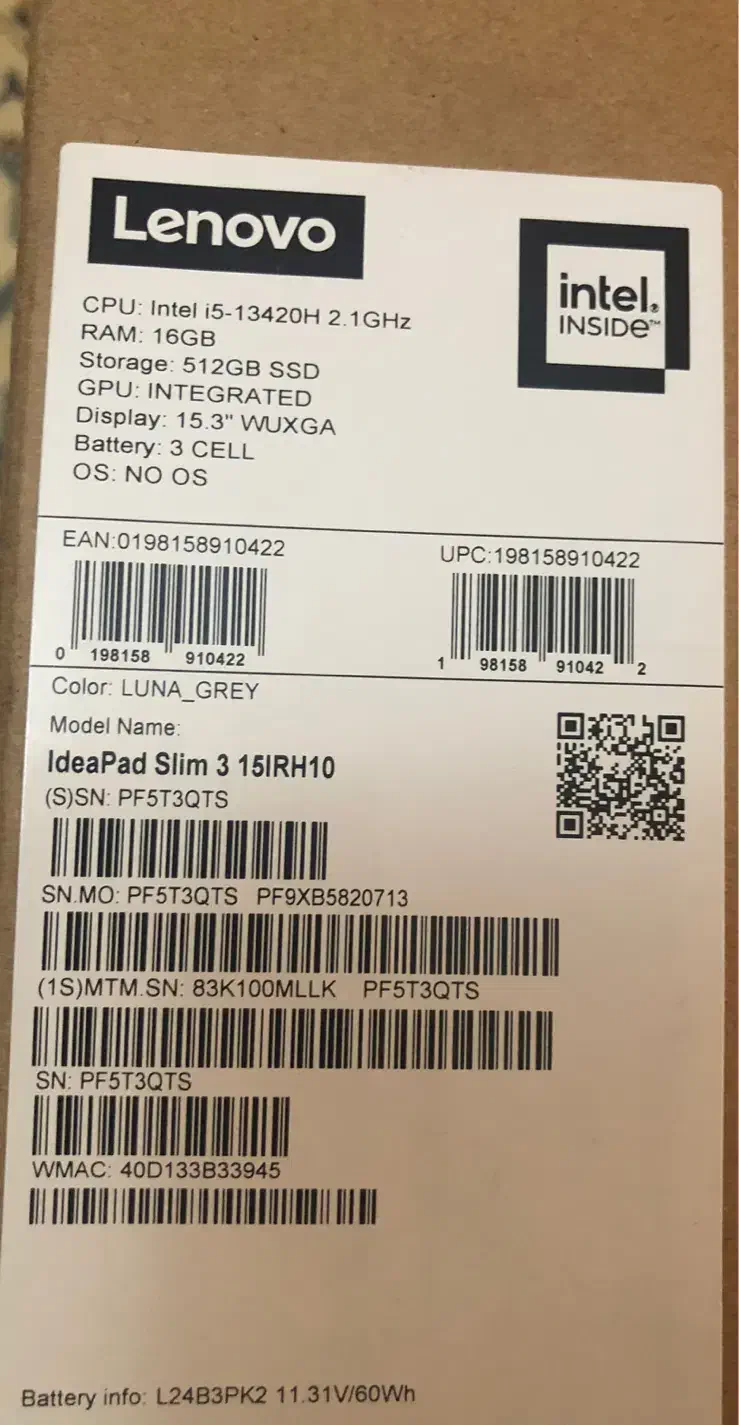 Lenovo
intel.
INSIDe™
CPU: Intel i5-13420H 2.1GHz
RAM: 16GB
Storage: 512GB SSD
GPU: INTEGRATED
Display: 15.3" WUXGA
Battery: 3 CELL
OS: NO OS
EAN:0198158910422
0 198158 910422
UPC:198158910422
1 98158 91042 2
Color: LUNA_GREY
Model Name:
IdeaPad Slim 3 15IRH10
(S)SN: PF5T3QTS
SN.MO: PF5T3QTS PF9XB5820713
(1S)MTM.SN: 83K100MLLK PF5T3QTS
SN: PF5T3QTS
WMAC: 40D133B33945
Battery info: L24B3PK2 11.31V/60Wh